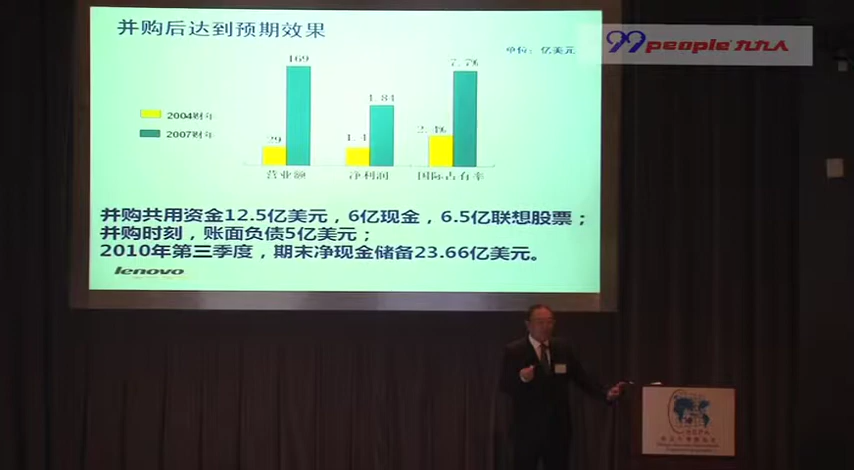 并购后达到预期效果
单位：亿美元
99people 九九人
2004财年
2007财年
169
29
1.4
1.84
2.4%
7.7%
营业额
净利润
国际占有率
并购共用资金12.5亿美元，6亿现金，6.5亿联想股票；
并购时刻，账面负债5亿美元；
2010年第三季度，期末净现金储备23.66亿美元。
lenovo